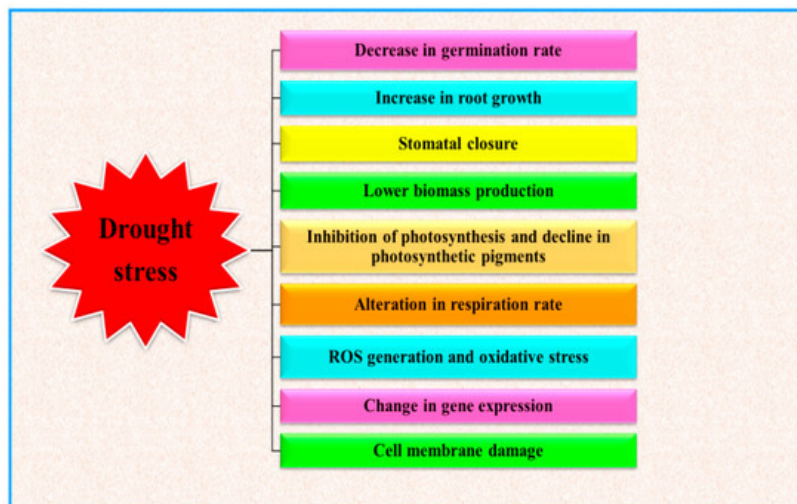 Drought
stress
Decrease in germination rate
Increase in root growth
Stomatal closure
Lower biomass production
Inhibition of photosynthesis and decline in
photosynthetic pigments
Alteration in respiration rate
ROS generation and oxidative stress
Change in gene expression
Cell membrane damage